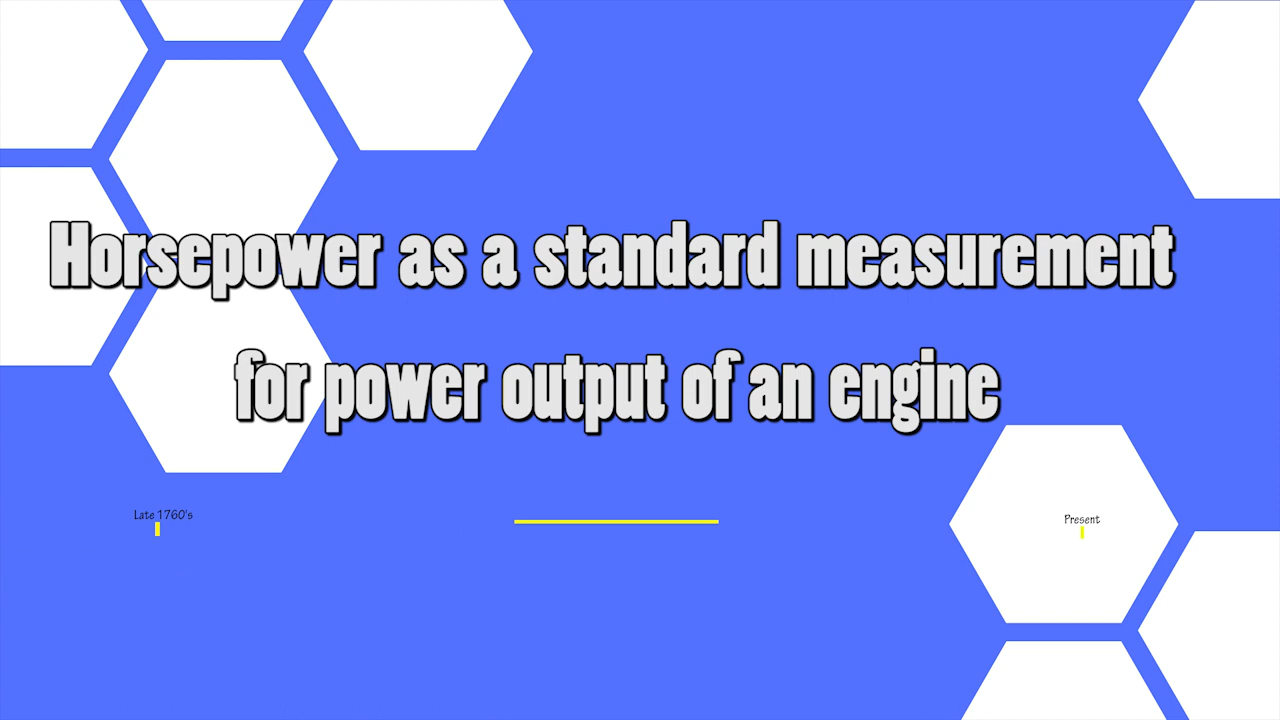 Horsepower as a standard measurement
for power output of an engine
Late 1760's
Present